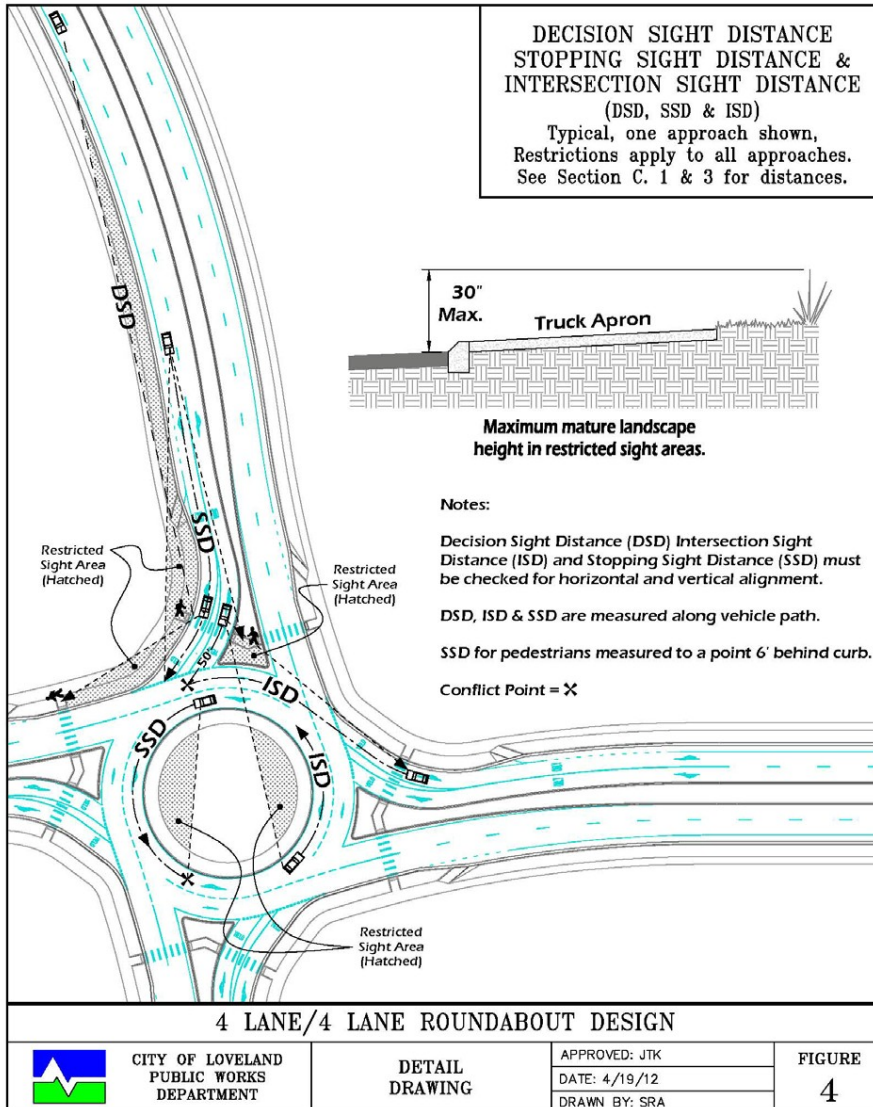 DECISION SIGHT DISTANCE
STOPPING SIGHT DISTANCE &
INTERSECTION SIGHT DISTANCE
(DSD, SSD & ISD)
Typical, one approach shown,
Restrictions apply to all approaches.
See Section C. 1 & 3 for distances.
DSD
30"
Max.
Truck Apron
Maximum mature landscape
height in restricted sight areas.
SSD
Restricted
Sight Area
(Hatched)
Restricted
Sight Area
(Hatched)
50'
ISD
SSD
ISD
Notes:
Decision Sight Distance (DSD) Intersection Sight
Distance (ISD) and Stopping Sight Distance (SSD) must
be checked for horizontal and vertical alignment.
DSD, ISD & SSD are measured along vehicle path.
SSD for pedestrians measured to a point 6' behind curb.
Conflict Point =
Restricted
Sight Area
(Hatched)
4 LANE/4 LANE ROUNDABOUT DESIGN
CITY OF LOVELAND
PUBLIC WORKS
DEPARTMENT
DETAIL
DRAWING
APPROVED: JTK
DATE: 4/19/12
DRAWN BY: SRA
FIGURE
4